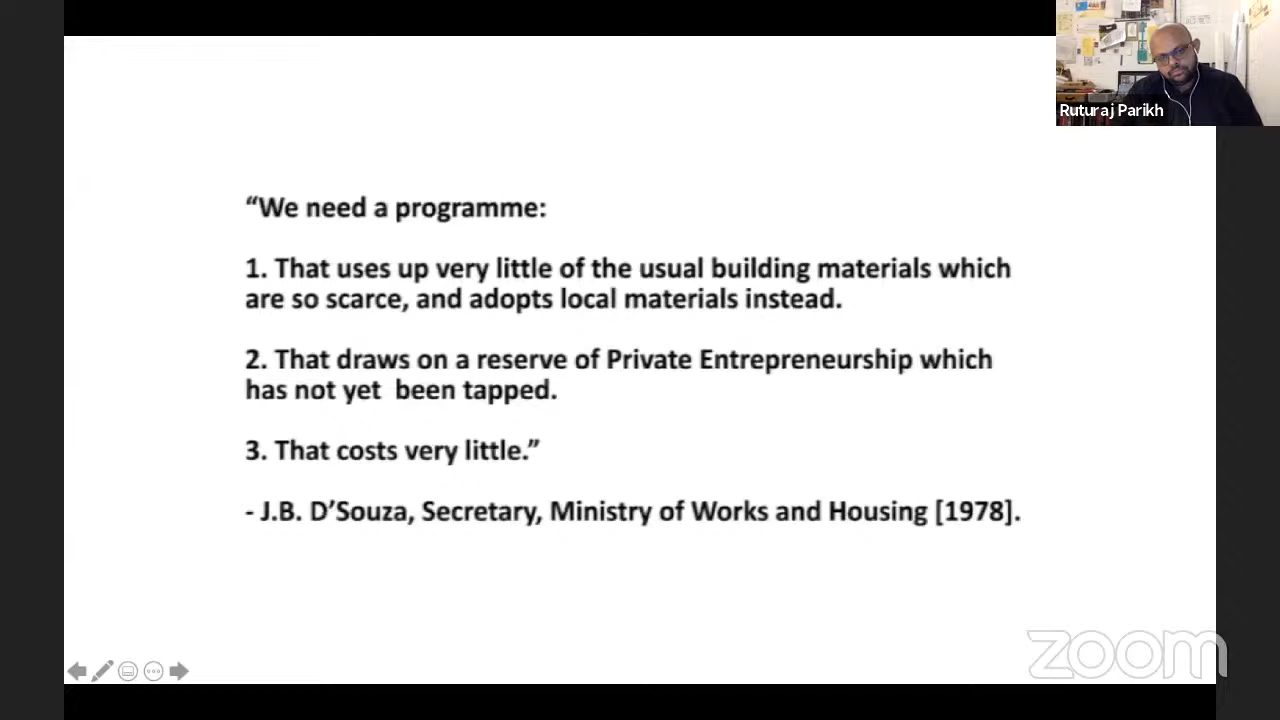 Ruturaj Parikh
“We need a programme:
1. That uses up very little of the usual building materials which
are so scarce, and adopts local materials instead.
2. That draws on a reserve of Private Entrepreneurship which
has not yet  been tapped.
3. That costs very little.”
- J.B. D’Souza, Secretary, Ministry of Works and Housing [1978].
zoom